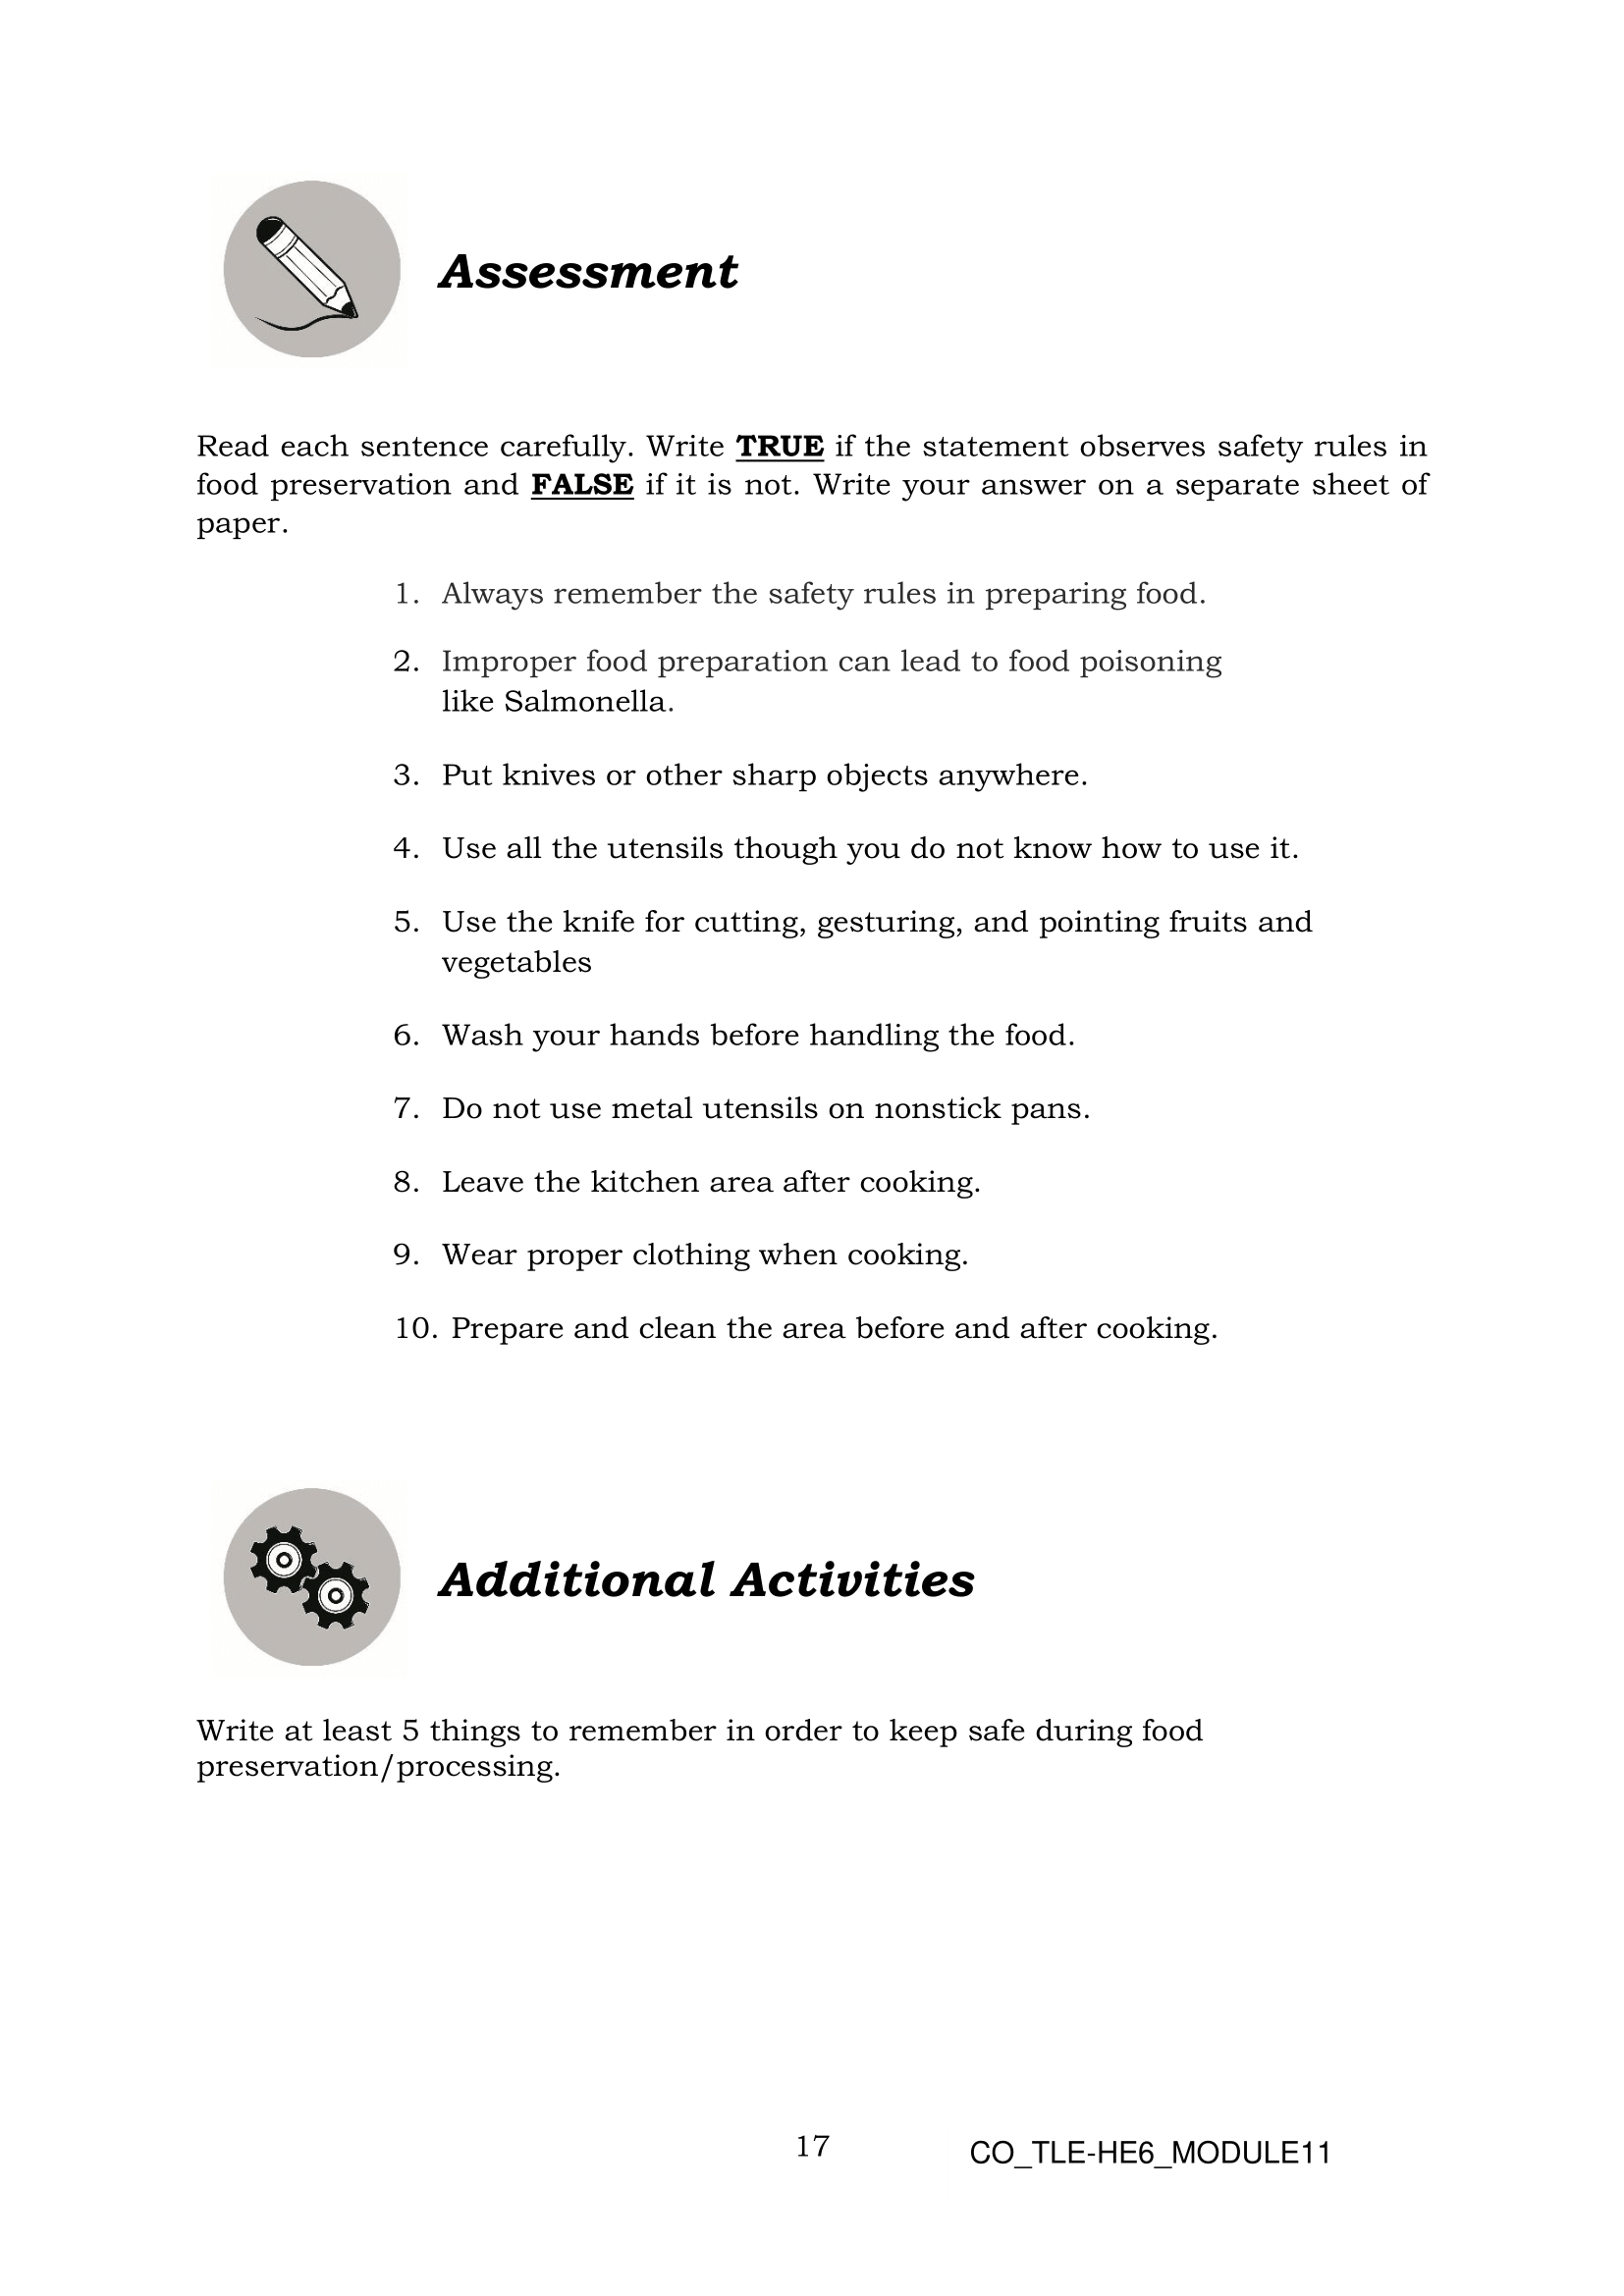 Assessment
Read each sentence carefully. Write TRUE if the statement observes safety rules in
food preservation and FALSE if it is not. Write your answer on a separate sheet of
paper.
1. Always remember the safety rules in preparing food.
2. Improper food preparation can lead to food poisoning
like Salmonella.
3. Put knives or other sharp objects anywhere.
4. Use all the utensils though you do not know how to use it.
5. Use the knife for cutting, gesturing, and pointing fruits and
vegetables
6. Wash your hands before handling the food.
7. Do not use metal utensils on nonstick pans.
8. Leave the kitchen area after cooking.
9. Wear proper clothing when cooking.
10. Prepare and clean the area before and after cooking.
Additional Activities
Write at least 5 things to remember in order to keep safe during food
preservation/processing.
17
CO_TLE-HE6_MODULE11